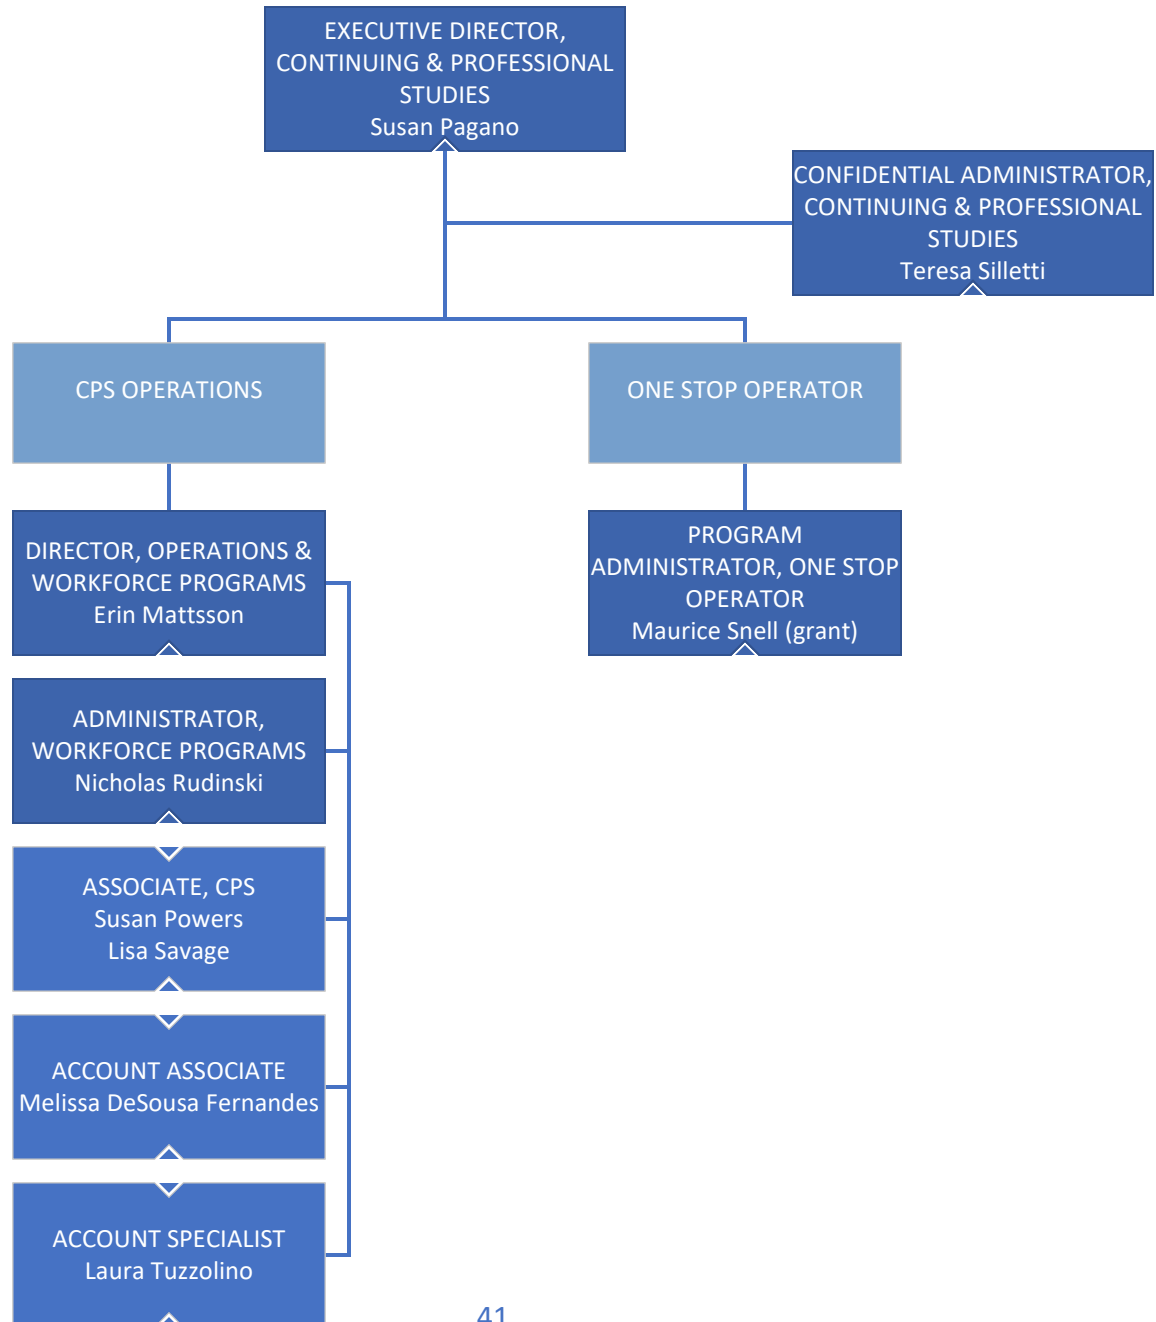 EXECUTIVE DIRECTOR,
CONTINUING & PROFESSIONAL
STUDIES
Susan Pagano
CONFIDENTIAL ADMINISTRATOR,
CONTINUING & PROFESSIONAL
STUDIES
Teresa Silletti
CPS OPERATIONS
ONE STOP OPERATOR
DIRECTOR, OPERATIONS &
WORKFORCE PROGRAMS
Erin Mattsson
PROGRAM
ADMINISTRATOR, ONE STOP
OPERATOR
Maurice Snell (grant)
ADMINISTRATOR,
WORKFORCE PROGRAMS
Nicholas Rudinski
ASSOCIATE, CPS
Susan Powers
Lisa Savage
ACCOUNT ASSOCIATE
Melissa DeSousa Fernandes
ACCOUNT SPECIALIST
Laura Tuzzolino
41